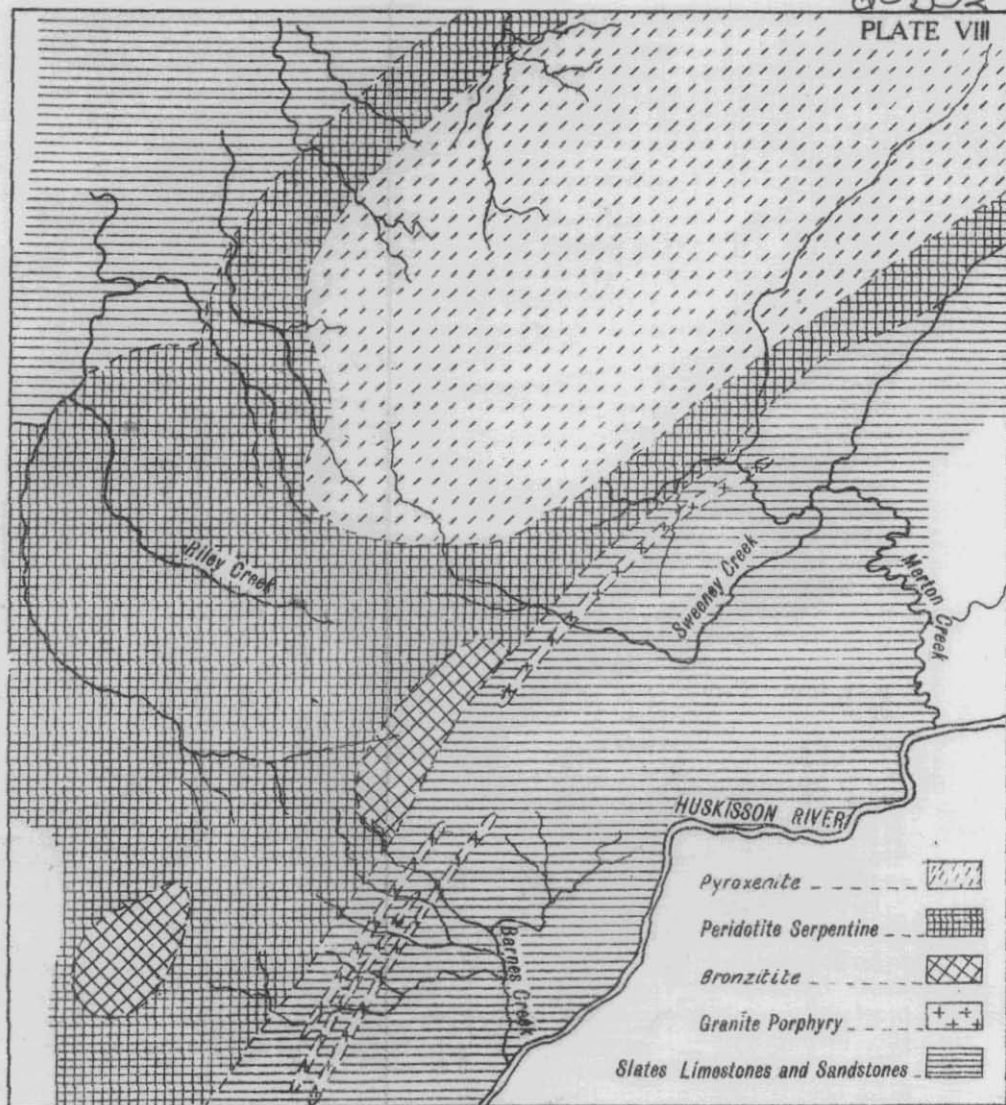 PLATE VIII
Riley Creek
Sweeney Creek
Merton Creek
HUSKISSON RIVER
Barnes Creek
Pyroxenite
Peridotite Serpentine
Bronzitite
Granite Porphyry
Slates Limestones and Sandstones